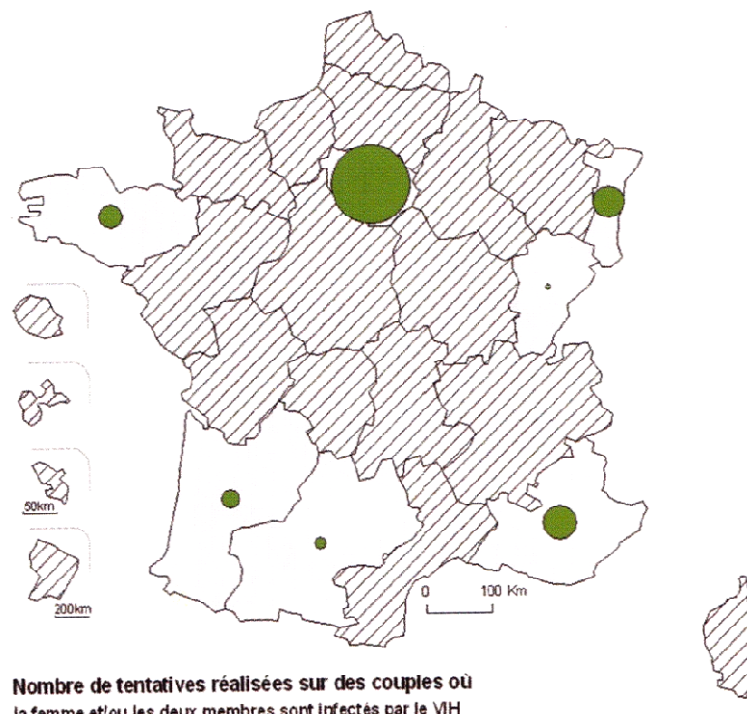 50km
200km
0 100 Km
Nombre de tentatives réalisées sur des couples où
la femme et/ou les deux membres sont infectés par le VIH